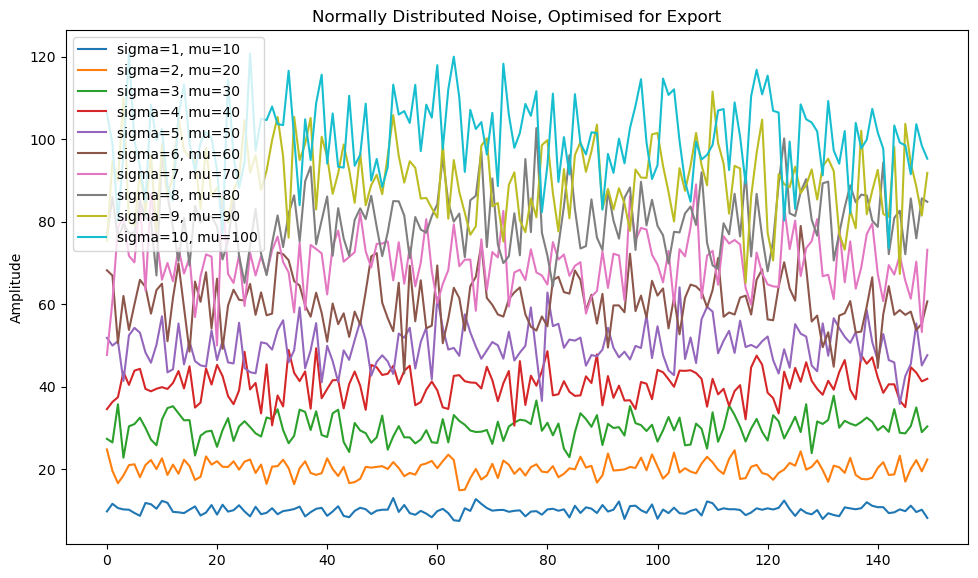 Normally Distributed Noise, Optimised for Export
120
100
80
60
40
20
Amplitude
sigma=1, mu=10
sigma=2, mu=20
sigma=3, mu=30
sigma=4, mu=40
sigma=5, mu=50
sigma=6, mu=60
sigma=7, mu=70
sigma=8, mu=80
sigma=9, mu=90
sigma=10, mu=100
0 20 40 60 80 100 120 140